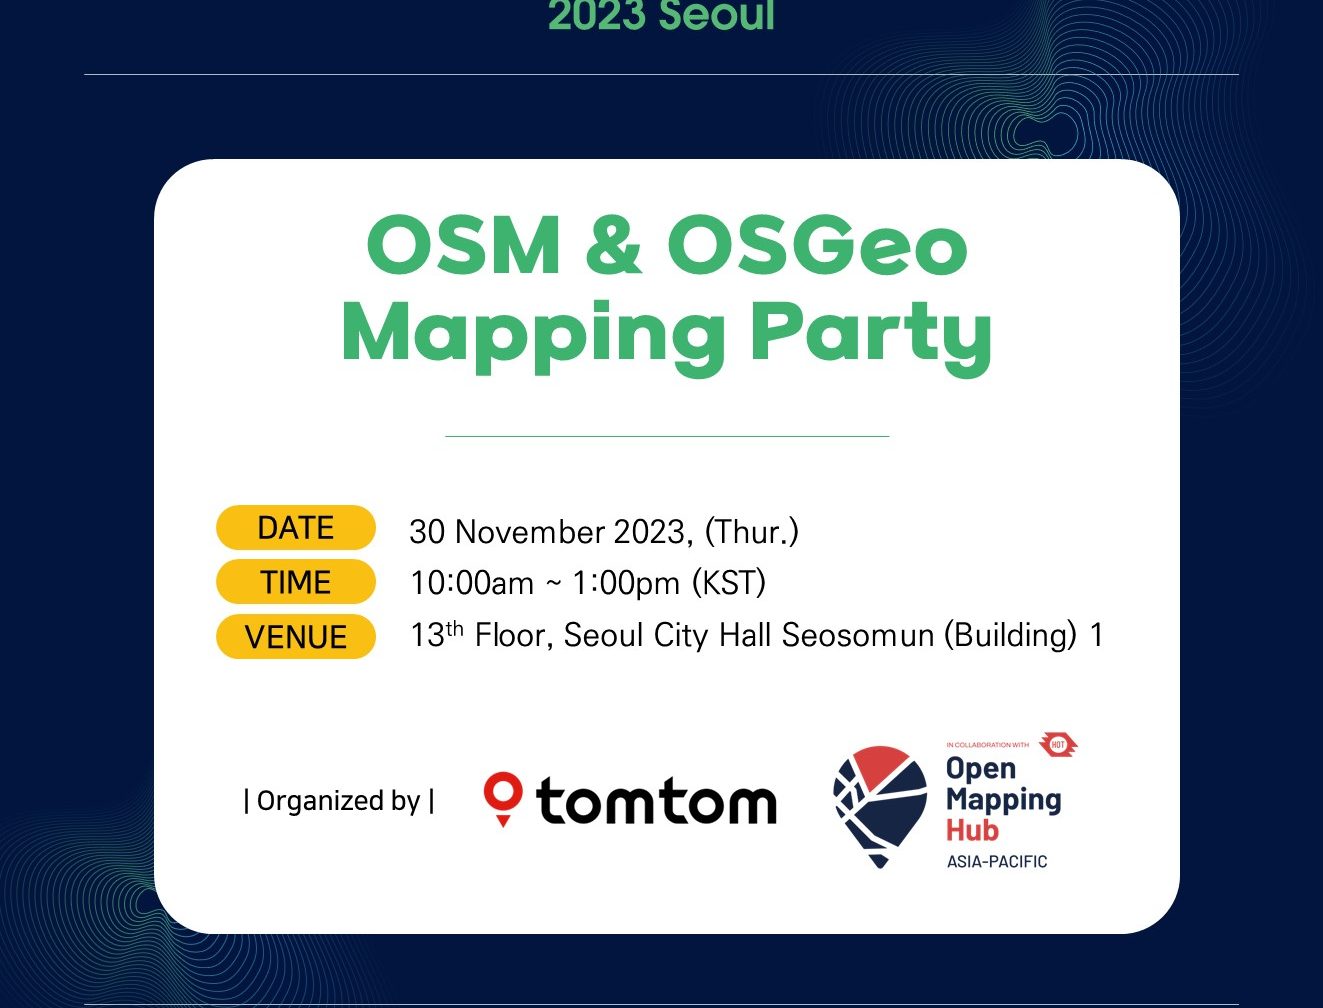 2023 Seoul
OSM & OSGeo
Mapping Party
DATE 30 November 2023, (Thur.)
TIME 10:00am ~ 1:00pm (KST)
VENUE 13th Floor, Seoul City Hall Seosomun (Building) 1
| Organized by |
tomtom
IN COLLABORATION WITH HOT
Open
Mapping
Hub
ASIA-PACIFIC